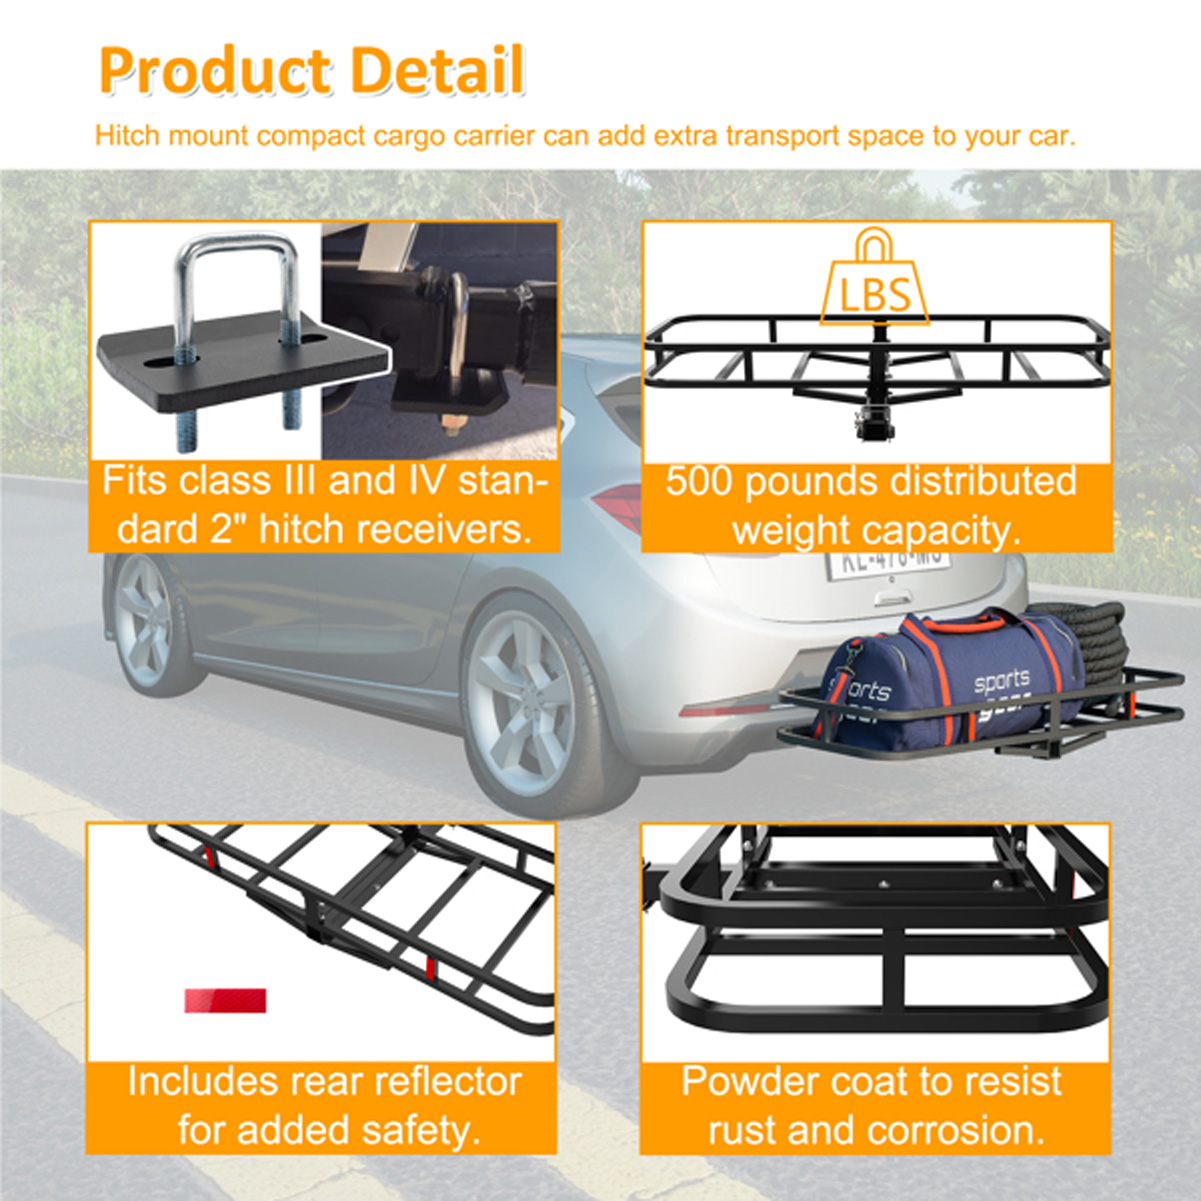 Product Detail
Hitch mount compact cargo carrier can add extra transport space to your car.
LBS
Fits class III and IV stan-
dard 2" hitch receivers.
500 pounds distributed
weight capacity.
sports
Includes rear reflector
for added safety.
Powder coat to resist
rust and corrosion.